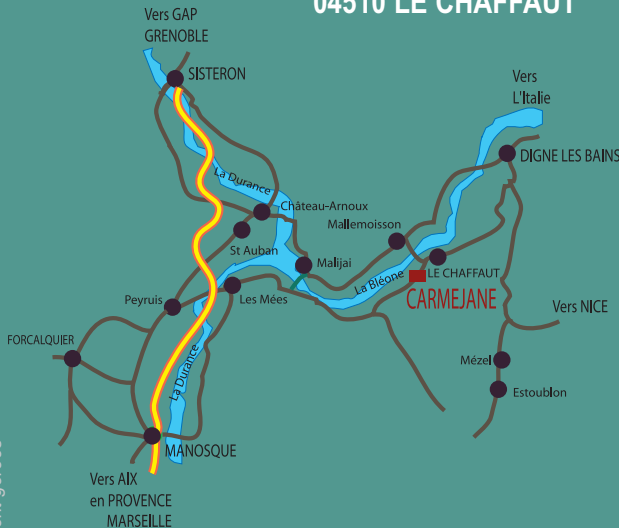 04510 LE CHAFFAUT
Vers GAP
GRENOBLE
SISTERON
Vers
L'Italie
DIGNE LES BAINS
La Durance
Château-Arnoux
Mallemoisson
St Auban
Malijai
La Bléone
LE CHAFFAUT
CARMEJANE
Peyruis
Les Mées
Vers NICE
FORCALQUIER
La Durance
Mézel
Estoublon
MANOSQUE
Vers AIX
en PROVENCE
MARSEILLE